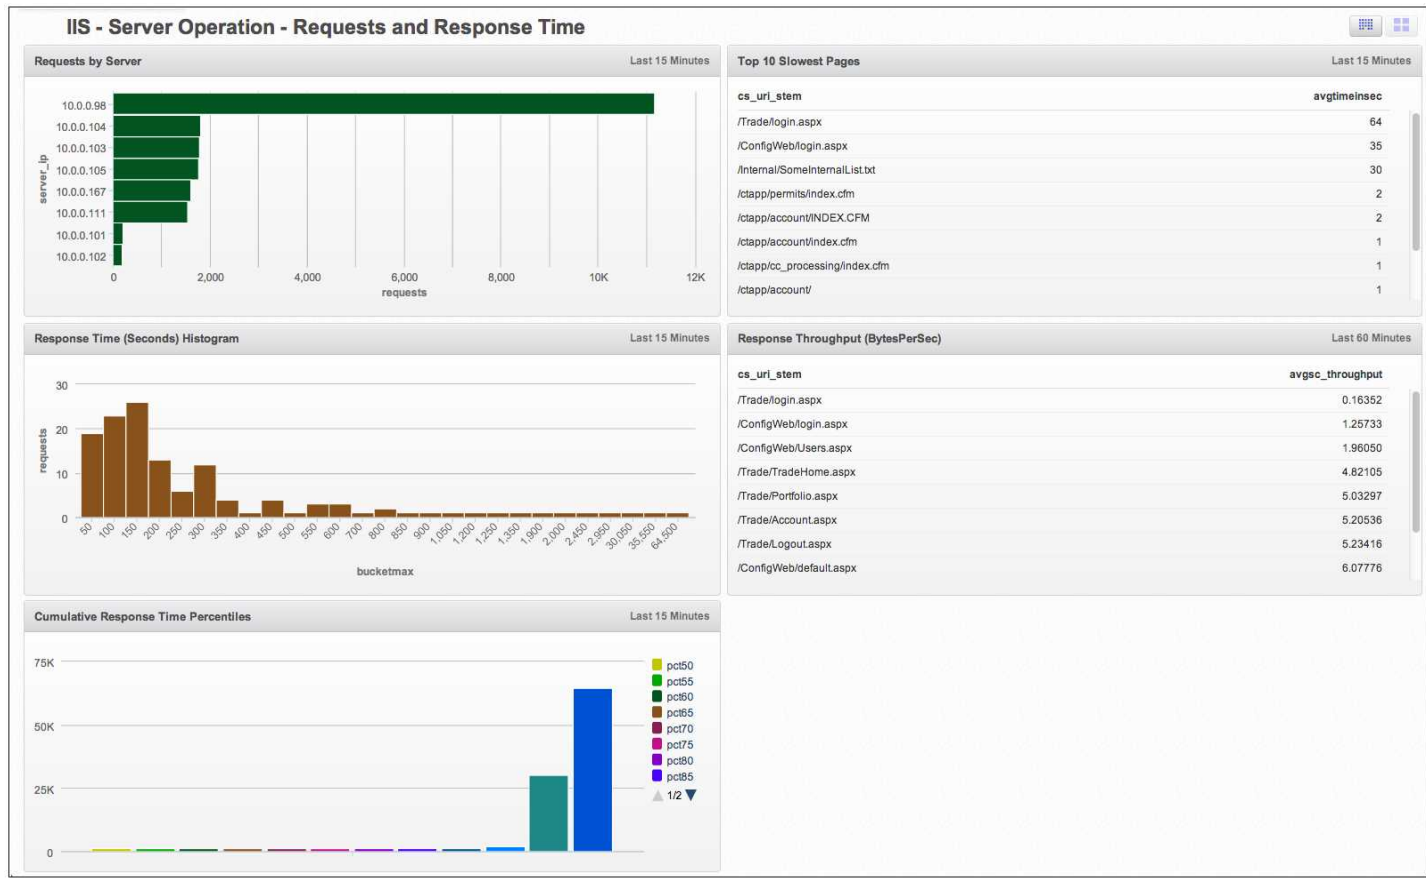 IIS - Server Operation - Requests and Response Time
Requests by Server
Last 15 Minutes
server_ip
10.0.0.98
10.0.0.104
10.0.0.103
10.0.0.105
10.0.0.167
10.0.0.111
10.0.0.101
10.0.0.102
0 2,000 4,000 6,000 8,000 10K 12K
requests
Top 10 Slowest Pages
Last 15 Minutes
cs_uri_stem avgtimeinsec
/Trade/login.aspx 64
/ConfigWeb/login.aspx 35
/Internal/SomeInternalList.txt 30
/ctapp/permits/index.cfm 2
/ctapp/account/INDEX.CFM 2
/ctapp/account/index.cfm 1
/ctapp/cc_processing/index.cfm 1
/ctapp/account/ 1
Response Time (Seconds) Histogram
Last 15 Minutes
requests
30
20
10
0
50 100 150 200 250 300 350 400 450 500 550 600 700 800 850 900 1,050 1,200 1,250 1,350 1,900 2,000 2,450 2,950 30,050 35,550 64,500
bucketmax
Response Throughput (BytesPerSec)
Last 60 Minutes
cs_uri_stem avgsc_throughput
/Trade/login.aspx 0.16352
/ConfigWeb/login.aspx 1.25733
/ConfigWeb/Users.aspx 1.96050
/Trade/TradeHome.aspx 4.82105
/Trade/Portfolio.aspx 5.03297
/Trade/Account.aspx 5.20536
/Trade/Logout.aspx 5.23416
/ConfigWeb/default.aspx 6.07776
Cumulative Response Time Percentiles
Last 15 Minutes
75K
50K
25K
0
pct50
pct55
pct60
pct65
pct70
pct75
pct80
pct85
1/2